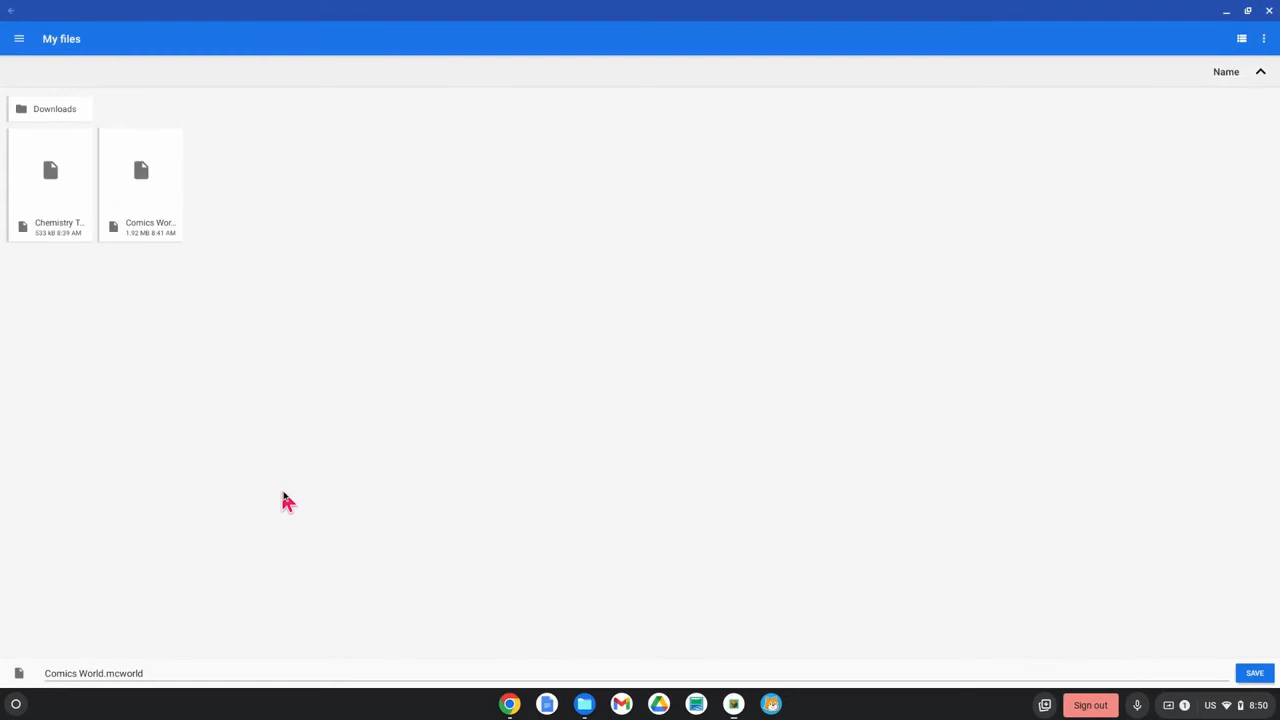 My files
Name
Downloads
Chemistry T...
533 kB 8:39 AM
Comics Wor...
1.92 MB 8:41 AM
Comics World.mcworld
SAVE
Sign out
1
US
8:50